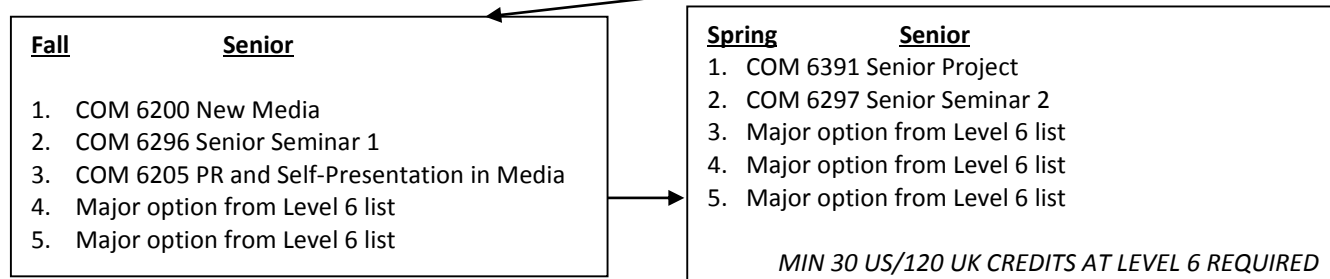 Fall Senior
1. COM 6200 New Media
2. COM 6296 Senior Seminar 1
3. COM 6205 PR and Self-Presentation in Media
4. Major option from Level 6 list
5. Major option from Level 6 list
Spring Senior
1. COM 6391 Senior Project
2. COM 6297 Senior Seminar 2
3. Major option from Level 6 list
4. Major option from Level 6 list
5. Major option from Level 6 list
MIN 30 US/120 UK CREDITS AT LEVEL 6 REQUIRED